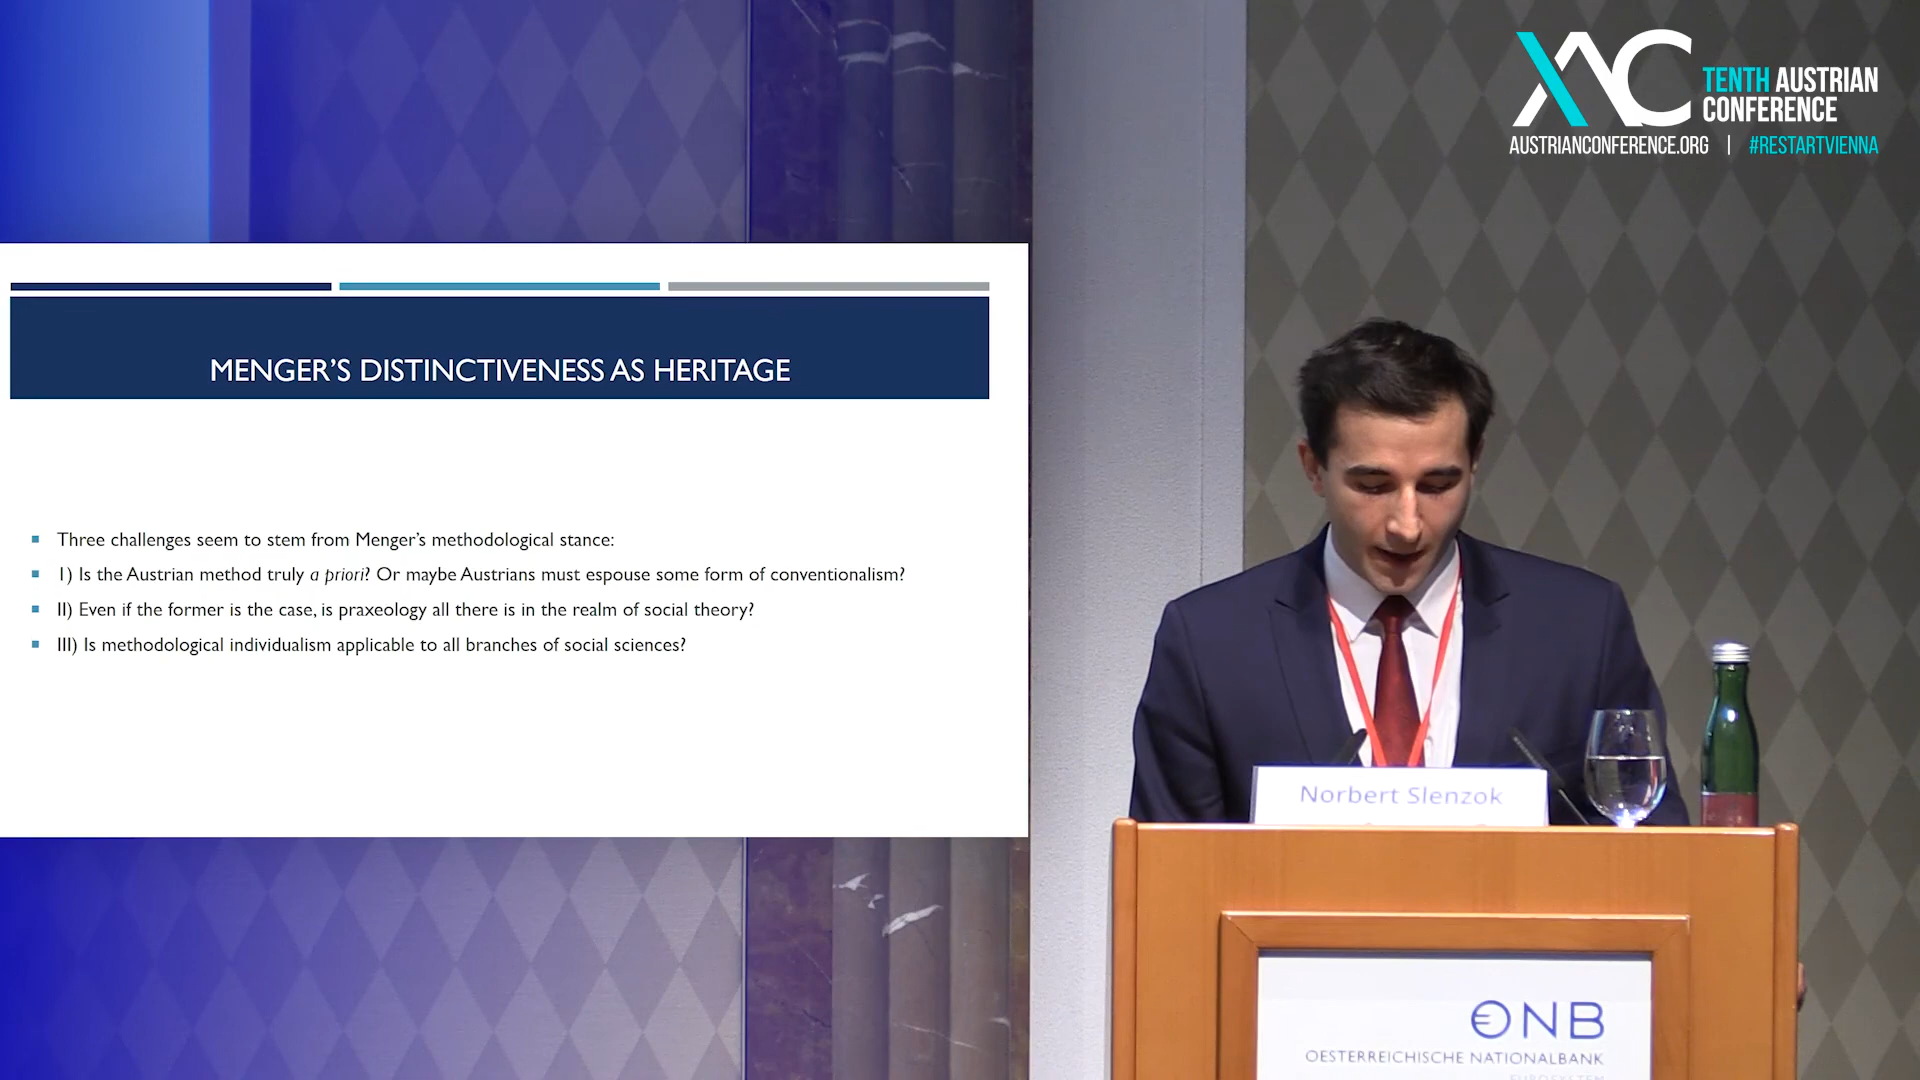 XAC
TENTH AUSTRIAN
CONFERENCE
AUSTRIANCONFERENCE.ORG | #RESTARTVIENNA
MENGER'S DISTINCTIVENESS AS HERITAGE
Three challenges seem to stem from Menger's methodological stance:
I) Is the Austrian method truly a priori? Or maybe Austrians must espouse some form of conventionalism?
II) Even if the former is the case, is praxeology all there is in the realm of social theory?
III) Is methodological individualism applicable to all branches of social sciences?
Norbert Slenzok
ONB
OESTERREICHISCHE NATIONALBANK
EUROSYSTEM